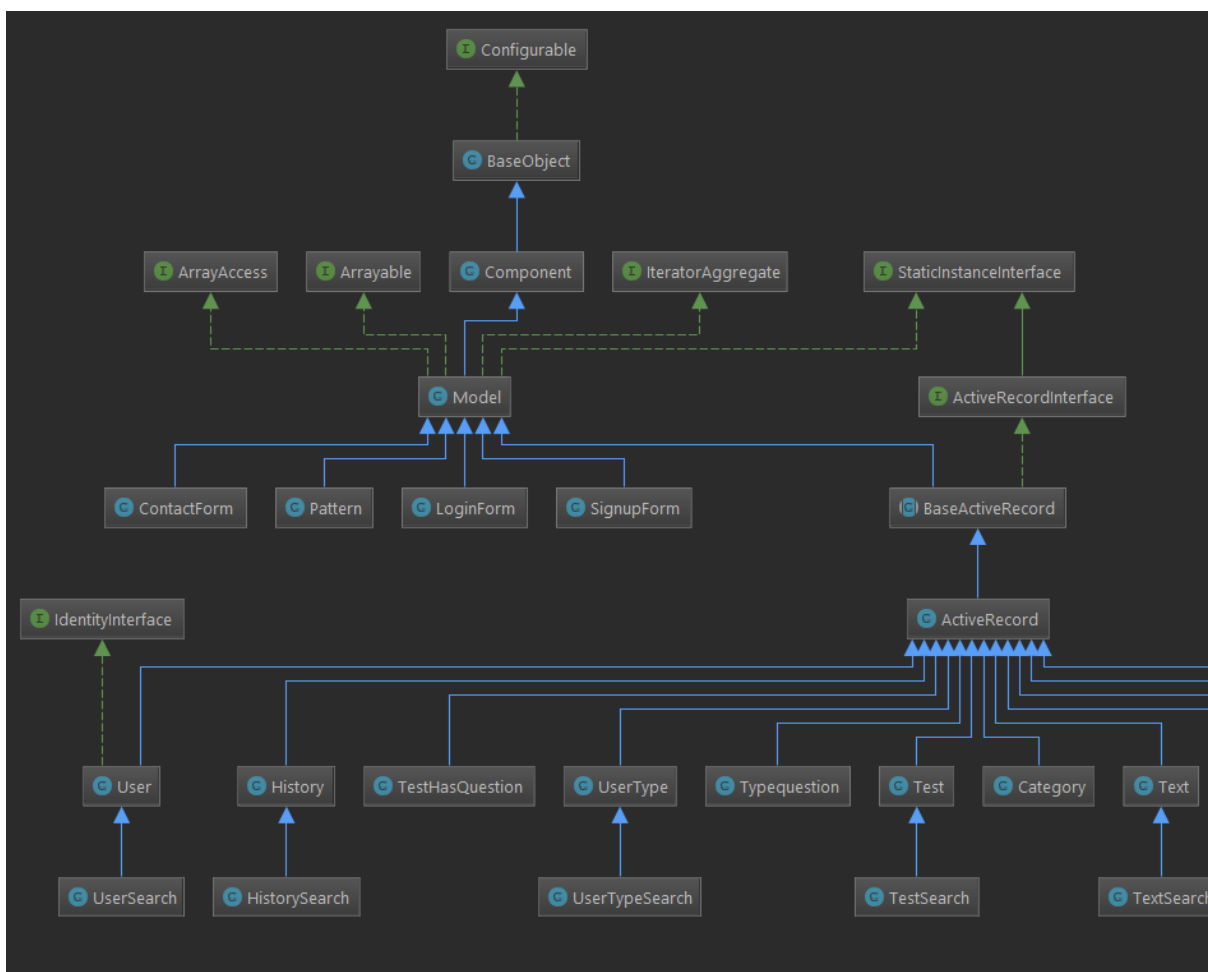 Configurable
BaseObject
ArrayAccess
Arrayable
Component
IteratorAggregate
StaticInstanceInterface
Model
ActiveRecordInterface
ContactForm
Pattern
LoginForm
SignupForm
BaseActiveRecord
IdentityInterface
ActiveRecord
User
History
TestHasQuestion
UserType
Typequestion
Test
Category
Text
UserSearch
HistorySearch
UserTypeSearch
TestSearch
TextSearch